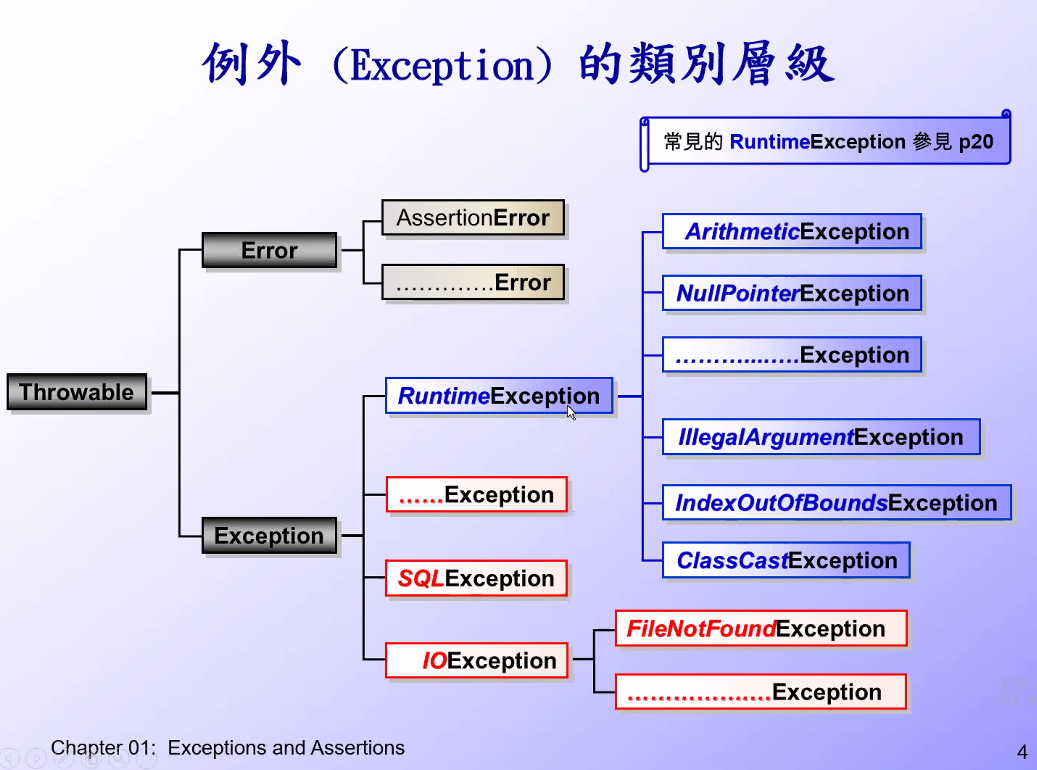 例外 (Exception) 的類別層級
常見的 RuntimeException 參見 p20
AssertionError
………….Error
Error
Throwable
Exception
RuntimeException
……Exception
SQLException
IOException
ArithmeticException
NullPointerException
………...….Exception
IllegalArgumentException
IndexOutOfBoundsException
ClassCastException
FileNotFoundException
…………….….Exception
Chapter 01: Exceptions and Assertions
4